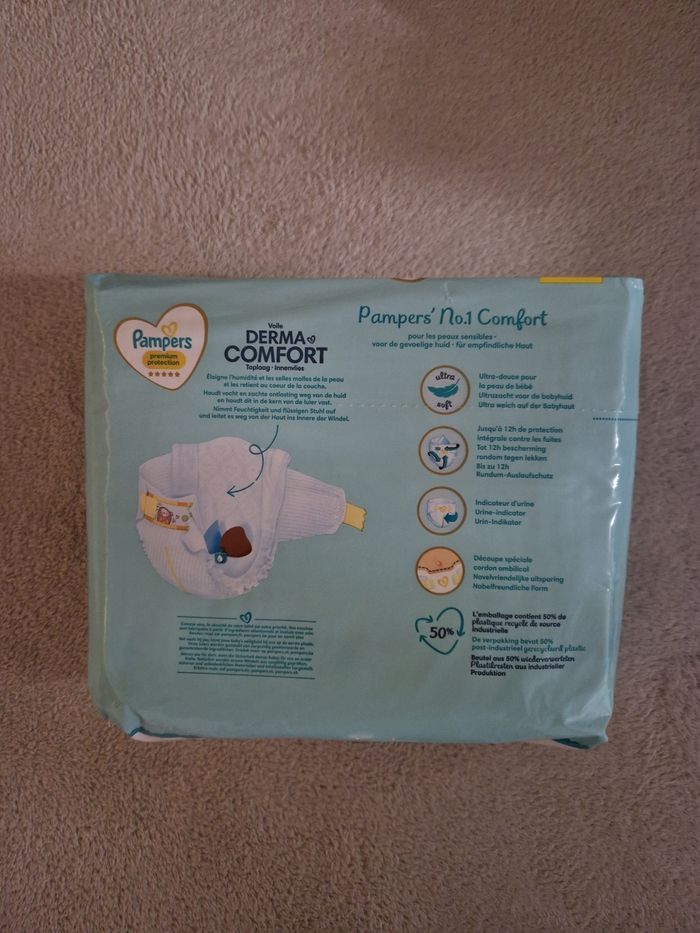 Pampers
premium
protection
Voile
DERMA
COMFORT
Toplaag · Innenvlies
Éloigne l'humidité et les selles molles de la peau
et les retient au coeur de la couche.
Houdt vocht en zachte ontlasting weg van de huid
en houdt dit in de kern van de luier vast.
Nimmt Feuchtigkeit und flüssigen Stuhl auf
und leitet es weg von der Haut ins Innere der Windel.
Pampers' No.1 Comfort
pour les peaux sensibles ·
voor de gevoelige huid · für empfindliche Haut
ultra
soft
Ultra-douce pour
la peau de bébé
Ultrazacht voor de babyhuid
Ultra weich auf der Babyhaut
Jusqu'à 12h de protection
intégrale contre les fuites
Tot 12h bescherming
rondom tegen lekken
Bis zu 12h
Rundum-Auslaufschutz
Indicateur d'urine
Urine-indicator
Urin-Indikator
Découpe spéciale
cordon ombilical
Navelvriendelijke uitsparing
Nabelfreundliche Form
50%
L'emballage contient 50% de
plastique recyclé de source
industrielle
De verpakking bevat 50%
post-industrieel gerecycleerd plastic
Beutel aus 50% wiederverwerteten
Plastikresten aus industrieller
Produktion